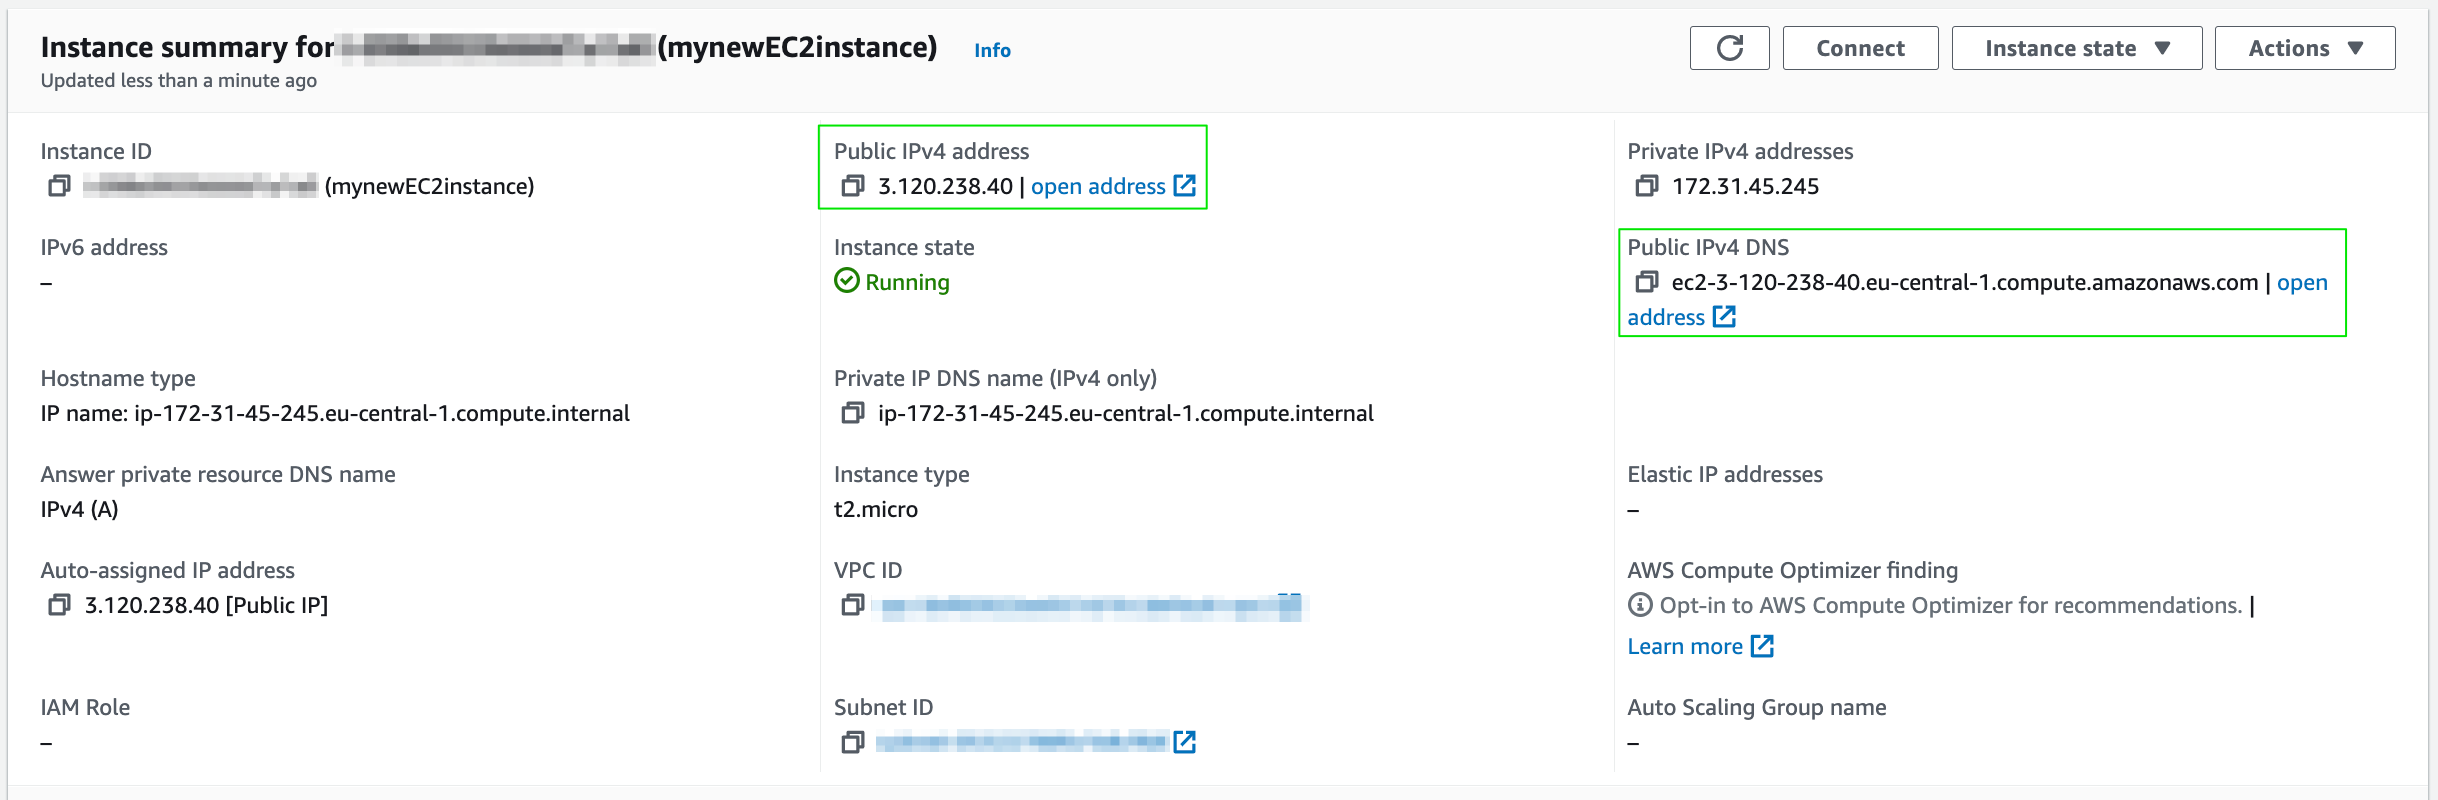 Instance summary for (mynewEC2instance) Info
Updated less than a minute ago
Connect
Instance state
Actions
Instance ID
(mynewEC2instance)
Public IPv4 address
3.120.238.40 | open address
Private IPv4 addresses
172.31.45.245
IPv6 address
–
Instance state
Running
Public IPv4 DNS
ec2-3-120-238-40.eu-central-1.compute.amazonaws.com | open
address
Hostname type
IP name: ip-172-31-45-245.eu-central-1.compute.internal
Private IP DNS name (IPv4 only)
ip-172-31-45-245.eu-central-1.compute.internal
Answer private resource DNS name
IPv4 (A)
Instance type
t2.micro
Elastic IP addresses
–
Auto-assigned IP address
3.120.238.40 [Public IP]
VPC ID
AWS Compute Optimizer finding
Opt-in to AWS Compute Optimizer for recommendations. |
Learn more
IAM Role
–
Subnet ID
Auto Scaling Group name
–